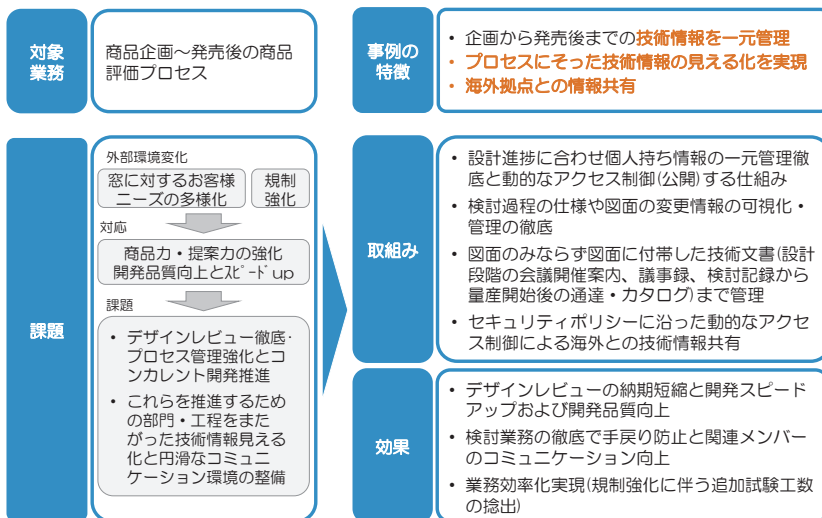 対象
業務
商品企画～発売後の商品
評価プロセス
事例の
特徴
• 企画から発売後までの技術情報を一元管理
• プロセスにそった技術情報の見える化を実現
• 海外拠点との情報共有
課題
外部環境変化
窓に対するお客様
ニーズの多様化
規制
強化
対応
商品力・提案力の強化
開発品質向上とｽﾋﾟｰﾄﾞup
課題
• デザインレビュー徹底･
プロセス管理強化とコ
ンカレント開発推進
• これらを推進するため
の部門・工程をまた
がった技術情報見える
化と円滑なコミュニ
ケーション環境の整備
取組み
• 設計進捗に合わせ個人持ち情報の一元管理徹
底と動的なアクセス制御(公開)する仕組み
• 検討過程の仕様や図面の変更情報の可視化・
管理の徹底
• 図面のみならず図面に付帯した技術文書(設計
段階の会議開催案内、議事録、検討記録から
量産開始後の通達・カタログ)まで管理
• セキュリティポリシーに沿った動的なアクセ
ス制御による海外との技術情報共有
効果
• デザインレビューの納期短縮と開発スピード
アップおよび開発品質向上
• 検討業務の徹底で手戻り防止と関連メンバー
のコミュニケーション向上
• 業務効率化実現(規制強化に伴う追加試験工数
の捻出)